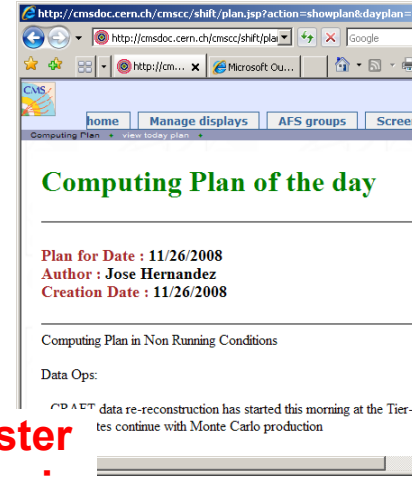 http://cmsdoc.cern.ch/cmscc/shift/plan.jsp?action=showplan&dayplan=
http://cmsdoc.cern.ch/cmscc/shift/plan Google
http://cm... Microsoft Ou...
CMS
home Manage displays AFS groups Scree
Computing Plan + view today plan +
Computing Plan of the day
Plan for Date : 11/26/2008
Author : Jose Hernandez
Creation Date : 11/26/2008
Computing Plan in Non Running Conditions
Data Ops:
CRAFT data re-reconstruction has started this morning at the Tier-
tes continue with Monte Carlo production
ster